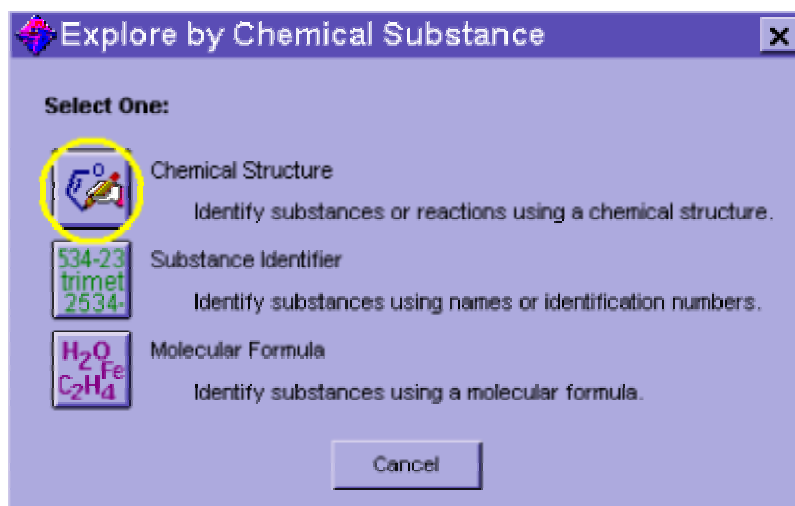 Explore by Chemical Substance
Select One:
Chemical Structure
Identify substances or reactions using a chemical structure.
534-23
trimet
2534-
Substance Identifier
Identify substances using names or identification numbers.
H2O
Fe
C2H4
Molecular Formula
Identify substances using a molecular formula.
Cancel